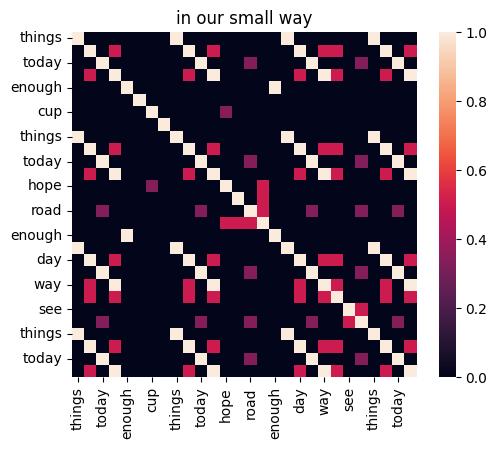 in our small way
things
today
enough
cup
things
today
hope
road
enough
day
way
see
things
today
1.0
0.8
0.6
0.4
0.2
0.0
things
today
enough
cup
things
today
hope
road
enough
day
way
see
things
today